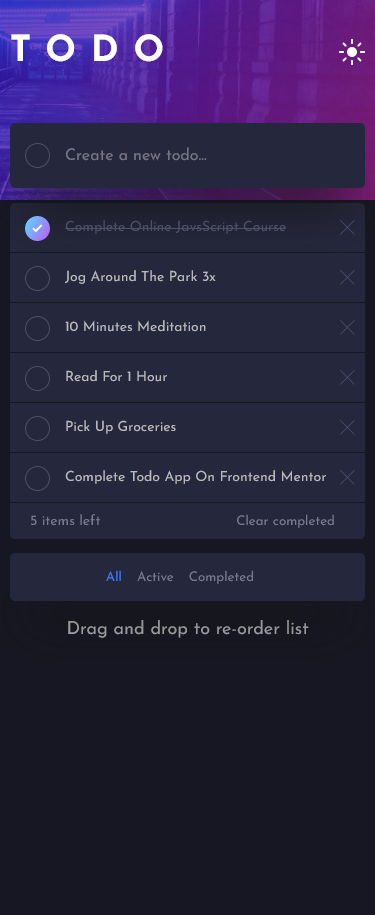 TODO
Create a new todo...
Complete Online JavsScript Course
Jog Around The Park 3x
10 Minutes Meditation
Read For 1 Hour
Pick Up Groceries
Complete Todo App On Frontend Mentor
5 items left Clear completed
All Active Completed
Drag and drop to re-order list